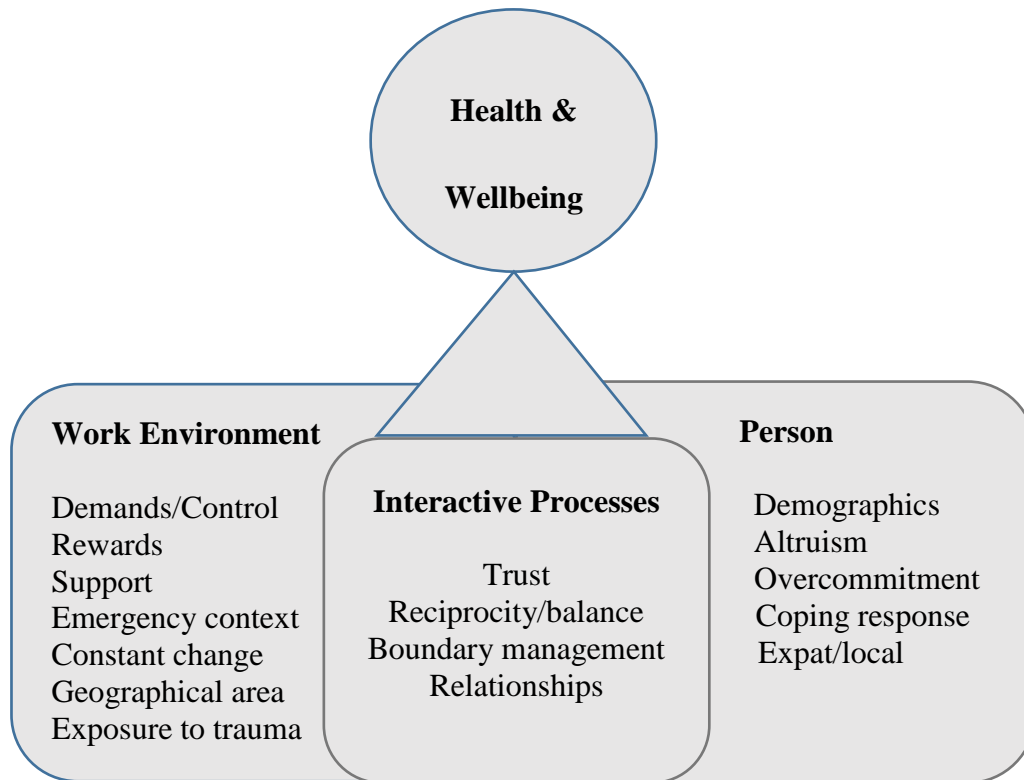 Health &
Wellbeing
Work Environment
Demands/Control
Rewards
Support
Emergency context
Constant change
Geographical area
Exposure to trauma
Interactive Processes
Trust
Reciprocity/balance
Boundary management
Relationships
Person
Demographics
Altruism
Overcommitment
Coping response
Expat/local